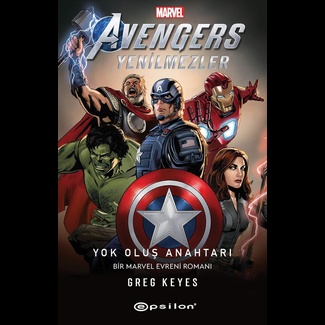 MARVEL
AVENGERS
YENİLMEZLER
YOK OLUŞ ANAHTARI
BİR MARVEL EVRENİ ROMANI
GREG KEYES
epsilon